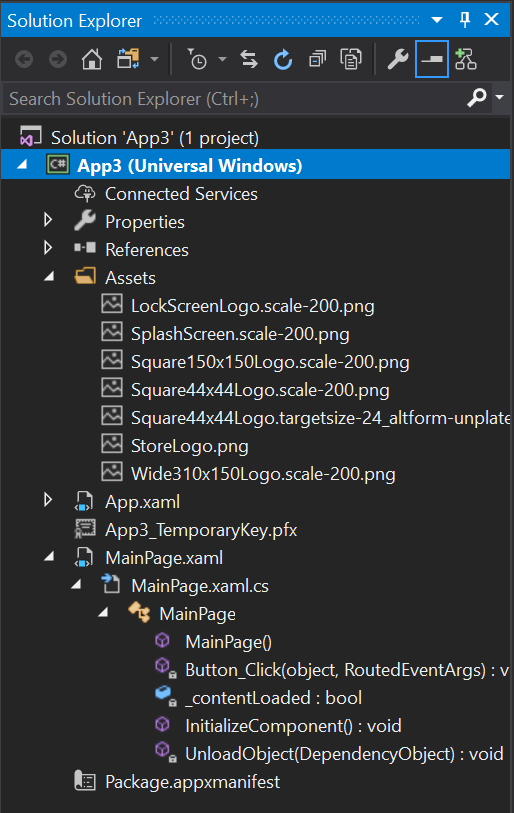 Solution Explorer
Search Solution Explorer (Ctrl+;)
Solution 'App3' (1 project)
C# App3 (Universal Windows)
Connected Services
Properties
References
Assets
LockScreenLogo.scale-200.png
SplashScreen.scale-200.png
Square150x150Logo.scale-200.png
Square44x44Logo.scale-200.png
Square44x44Logo.targetsize-24_altform-unplate
StoreLogo.png
Wide310x150Logo.scale-200.png
App.xaml
App3_TemporaryKey.pfx
MainPage.xaml
MainPage.xaml.cs
MainPage
MainPage()
Button_Click(object, RoutedEventArgs) : v
_contentLoaded : bool
InitializeComponent() : void
UnloadObject(DependencyObject) : void
Package.appxmanifest